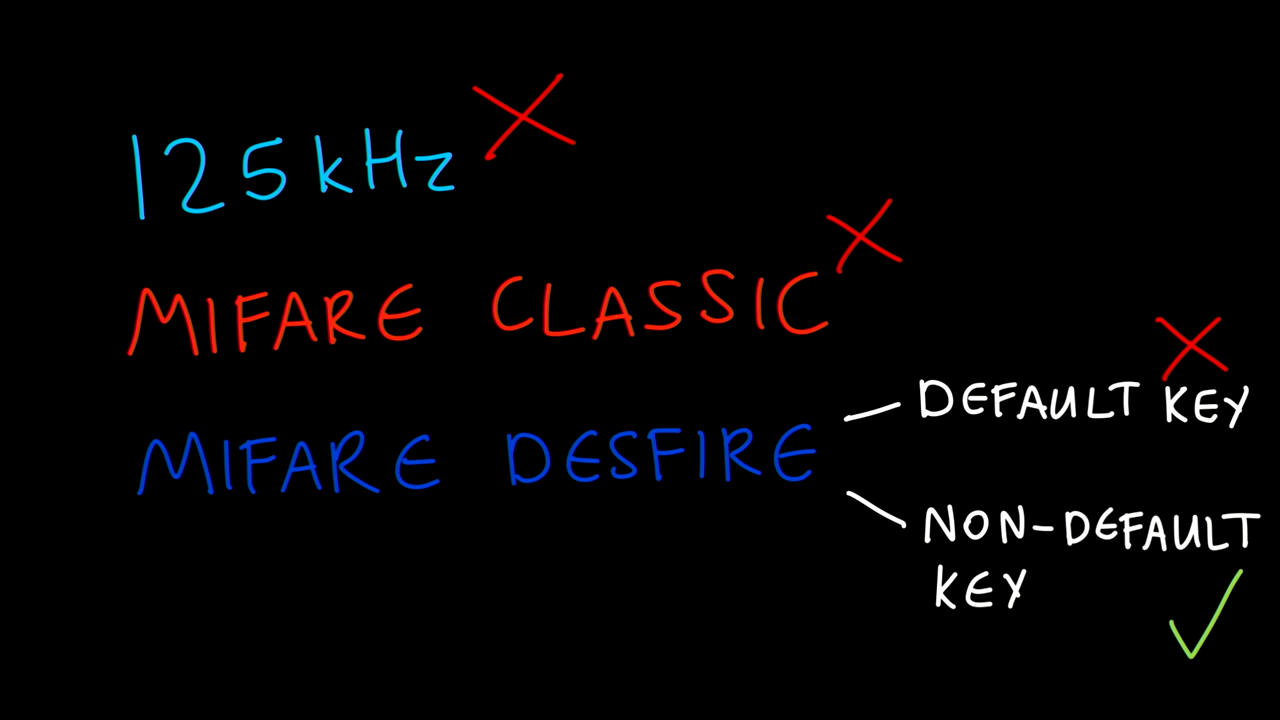 125kHz
MIFARE CLASSIC
MIFARE DESFIRE
DEFAULT KEY
NON-DEFAULT
KEY